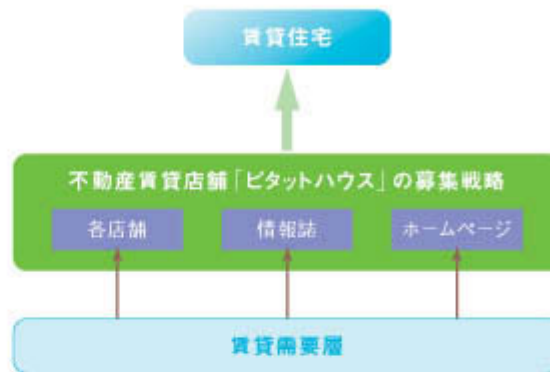 賃貸住宅
不動産賃貸店舗「ピタットハウス」の募集戦略
各店舗
情報誌
ホームページ
賃貸需要層